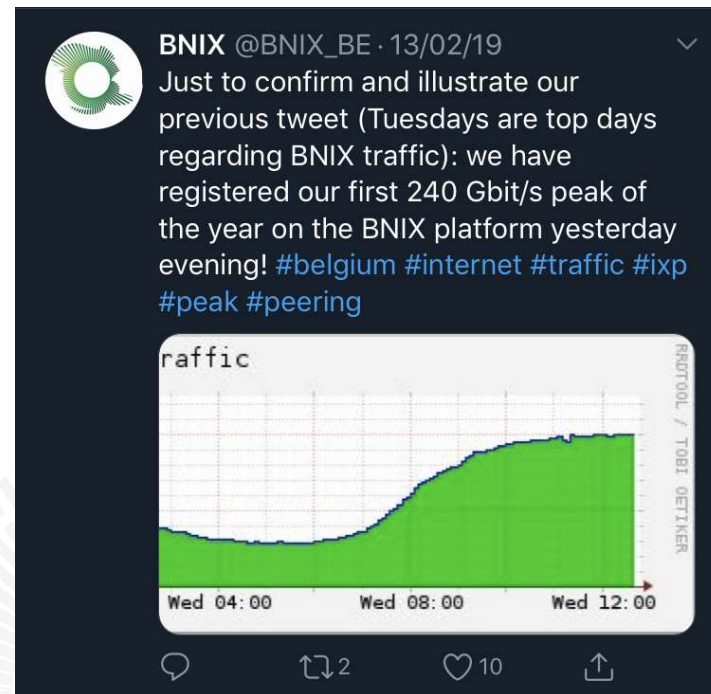 BNIX @BNIX_BE · 13/02/19
Just to confirm and illustrate our
previous tweet (Tuesdays are top days
regarding BNIX traffic): we have
registered our first 240 Gbit/s peak of
the year on the BNIX platform yesterday
evening! #belgium #internet #traffic #ixp
#peak #peering
raffic
RRDTOOL / TOBI OETIKER
Wed 04:00 Wed 08:00 Wed 12:00
2 10